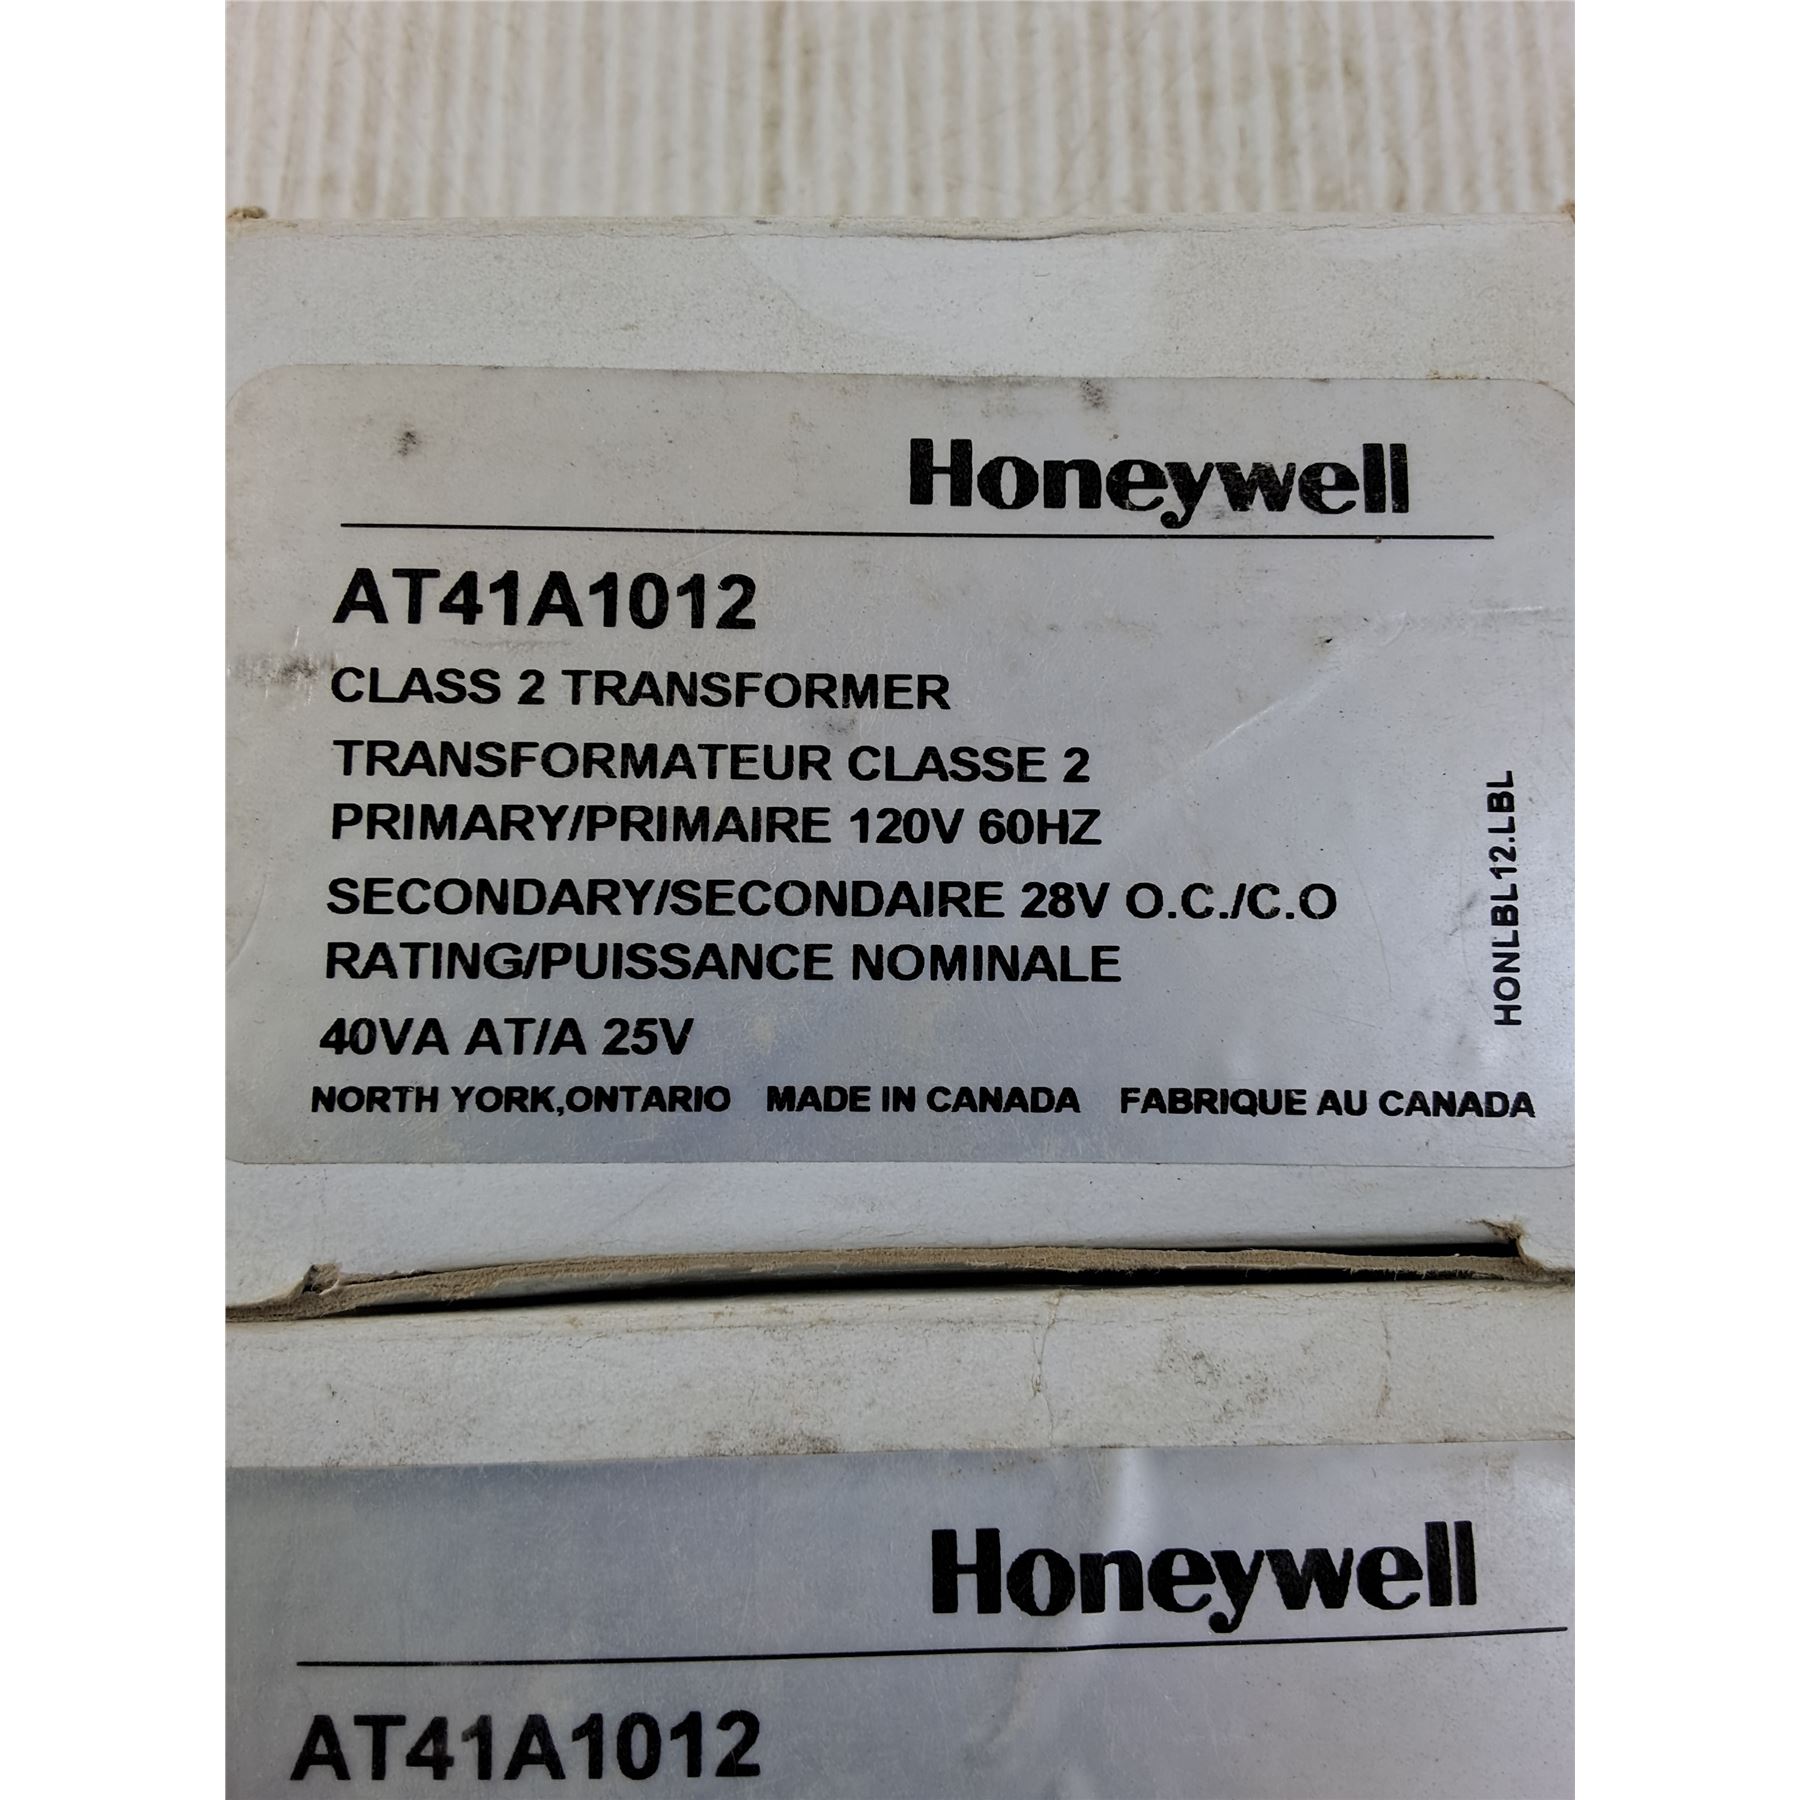 Honeywell
AT41A1012
CLASS 2 TRANSFORMER
TRANSFORMATEUR CLASSE 2
PRIMARY/PRIMAIRE 120V 60HZ
SECONDARY/SECONDAIRE 28V O.C./C.O
RATING/PUISSANCE NOMINALE
40VA AT/A 25V
NORTH YORK,ONTARIO MADE IN CANADA FABRIQUE AU CANADA
HONLBL12.LBL
Honeywell
AT41A1012